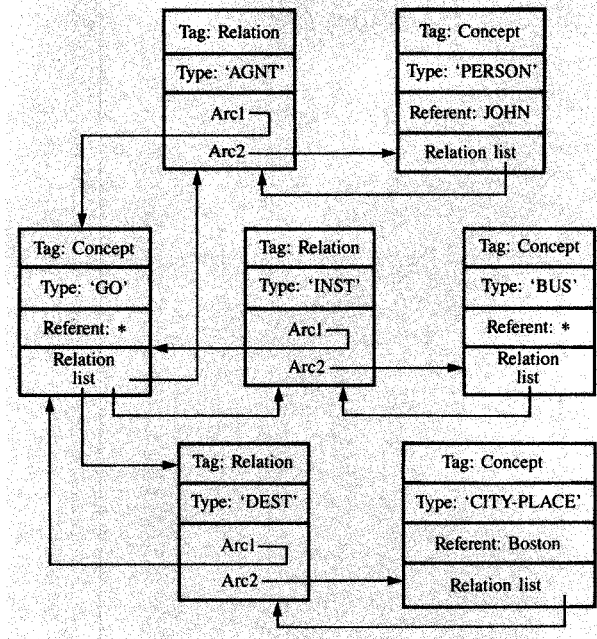 Tag: Relation
Type: 'AGNT'
Arc1
Arc2
Tag: Concept
Type: 'PERSON'
Referent: JOHN
Relation list
Tag: Concept
Type: 'GO'
Referent: *
Relation
list
Tag: Relation
Type: 'INST'
Arc1
Arc2
Tag: Concept
Type: 'BUS'
Referent: *
Relation
list
Tag: Relation
Type: 'DEST'
Arc1
Arc2
Tag: Concept
Type: 'CITY-PLACE'
Referent: Boston
Relation list